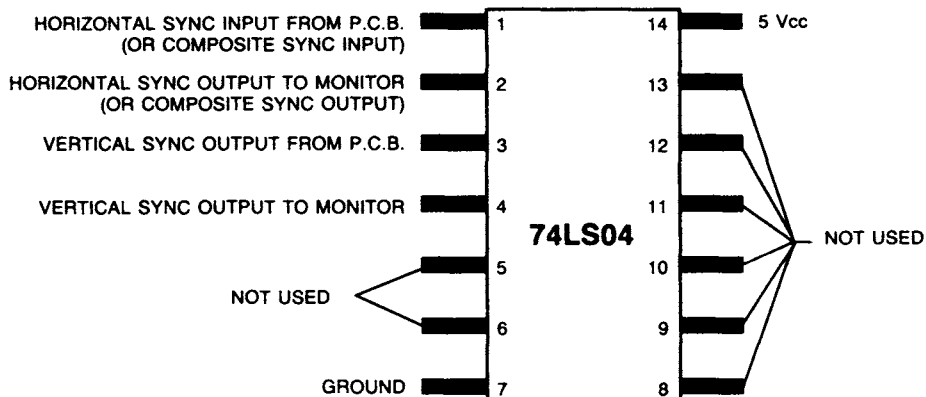 HORIZONTAL SYNC INPUT FROM P.C.B.
(OR COMPOSITE SYNC INPUT)
1
14
5 Vcc
HORIZONTAL SYNC OUTPUT TO MONITOR
(OR COMPOSITE SYNC OUTPUT)
2
13
VERTICAL SYNC OUTPUT FROM P.C.B.
3
12
VERTICAL SYNC OUTPUT TO MONITOR
4
11
74LS04
NOT USED
5
10
NOT USED
6
9
GROUND
7
8